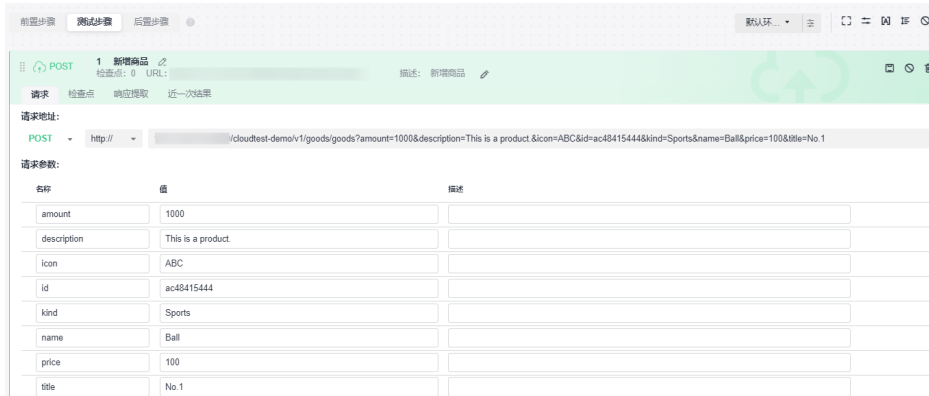 前置步骤 测试步骤 后置步骤 默认环...
POST 1 新增商品
检查点: 0 URL: 描述: 新增商品
请求 检查点 响应提取 近一次结果
请求地址:
POST http:// /cloudtest-demo/v1/goods/goods?amount=1000&description=This is a product.&icon=ABC&id=ac48415444&kind=Sports&name=Ball&price=100&title=No.1
请求参数:
名称 值 描述
amount 1000
description This is a product.
icon ABC
id ac48415444
kind Sports
name Ball
price 100
title No.1